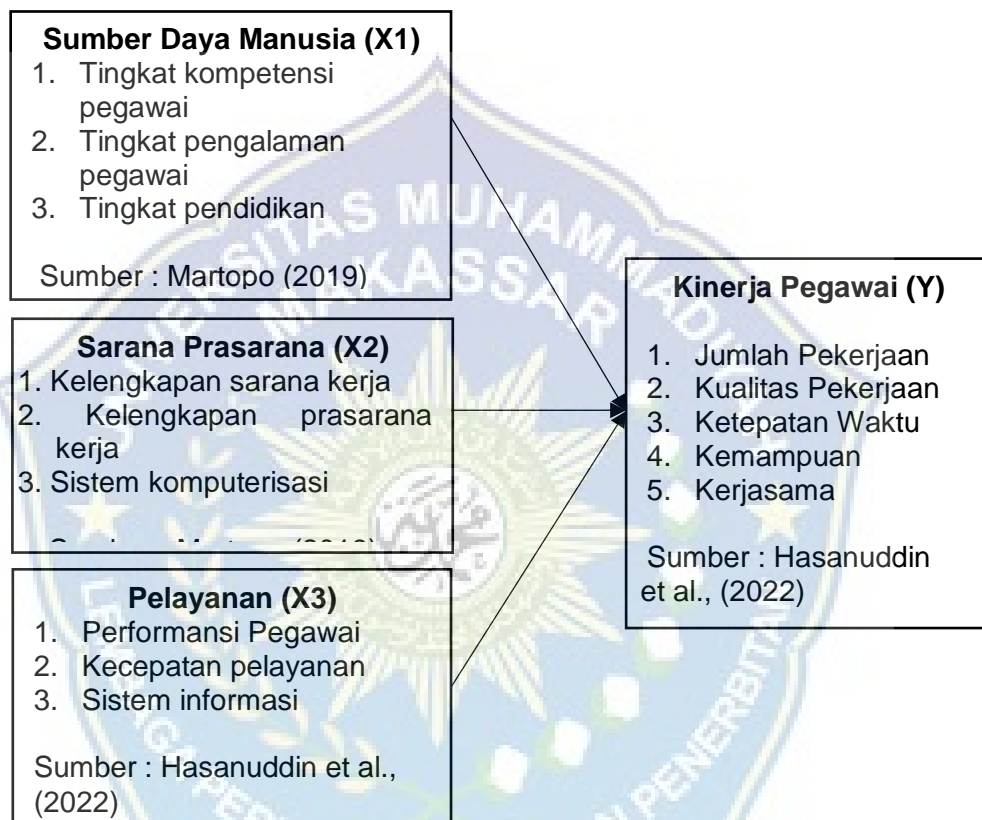 Sumber Daya Manusia (X1)
1. Tingkat kompetensi
pegawai
2. Tingkat pengalaman
pegawai
3. Tingkat pendidikan
Sumber : Martopo (2019)
Sarana Prasarana (X2)
1. Kelengkapan sarana kerja
2. Kelengkapan prasarana
kerja
3. Sistem komputerisasi
Pelayanan (X3)
1. Performansi Pegawai
2. Kecepatan pelayanan
3. Sistem informasi
Sumber : Hasanuddin et al.,
(2022)
Kinerja Pegawai (Y)
1. Jumlah Pekerjaan
2. Kualitas Pekerjaan
3. Ketepatan Waktu
4. Kemampuan
5. Kerjasama
Sumber : Hasanuddin
et al., (2022)
MUHAMMADIYAH
MAKASSAR
PENERBITAN